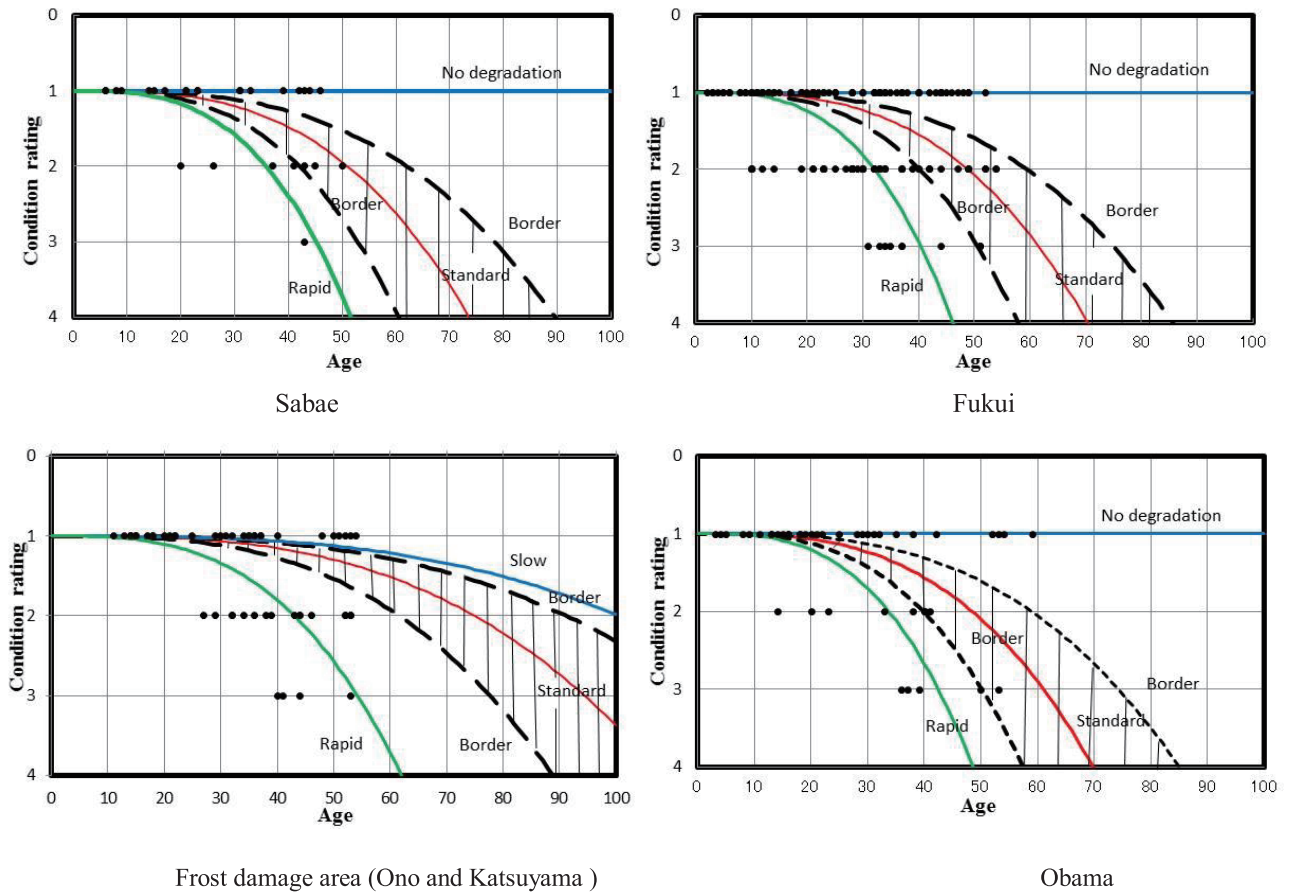 0
1
2
3
4
Condition rating
No degradation
Border
Border
Standard
Rapid
0 10 20 30 40 50 60 70 80 90 100
Age
Sabae
0
1
2
3
4
Condition rating
No degradation
Border
Border
Standard
Rapid
0 10 20 30 40 50 60 70 80 90 100
Age
Fukui
0
1
2
3
4
Condition rating
Slow
Border
Standard
Rapid
Border
0 10 20 30 40 50 60 70 80 90 100
Age
Frost damage area (Ono and Katsuyama )
0
1
2
3
4
Condition rating
No degradation
Border
Border
Standard
Rapid
0 10 20 30 40 50 60 70 80 90 100
Age
Obama